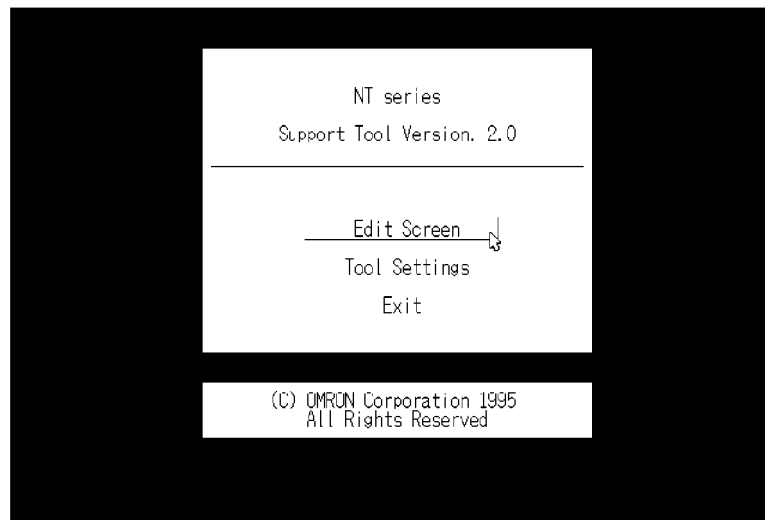 NT series
Support Tool Version. 2.0
Edit Screen
Tool Settings
Exit
(C) OMRON Corporation 1995
All Rights Reserved